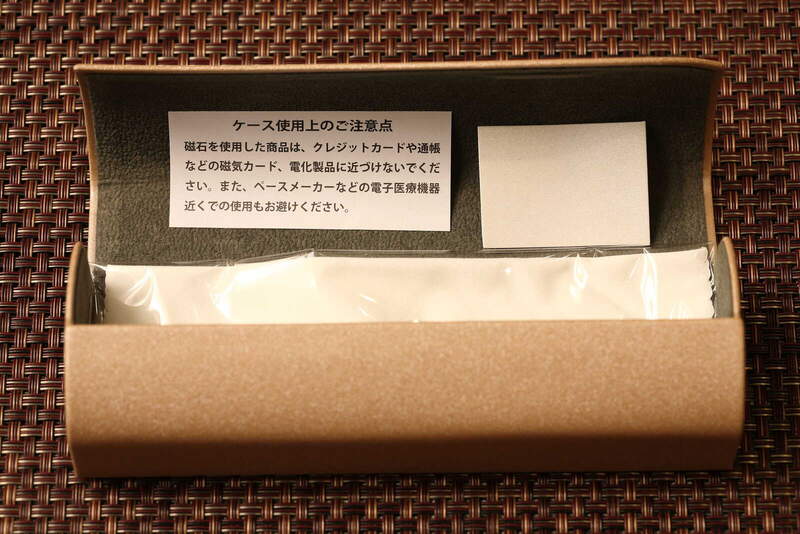 ケース使用上のご注意点
磁石を使用した商品は、クレジットカードや通帳
などの磁気カード、電化製品に近づけないでくだ
さい。また、ペースメーカーなどの電子医療機器
近くでの使用もお避けください。